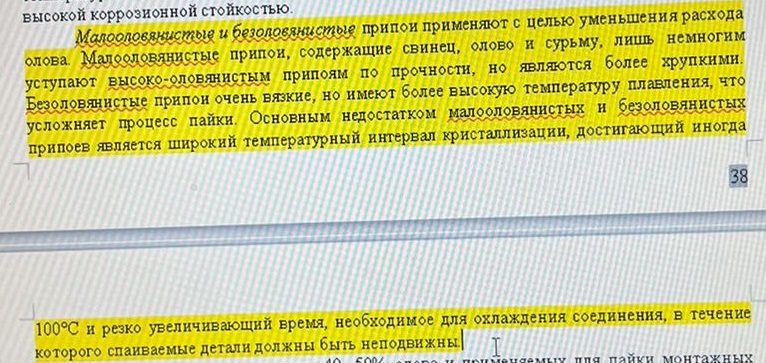 высокой коррозионной стойкостью.
Малооловянистые и безоловянистые припои применяют с целью уменьшения расхода
олова. Малооловянистые припои, содержащие свинец, олово и сурьму, лишь немногим
уступают высоко-оловянистым припоям по прочности, но являются более хрупкими.
Безоловянистые припои очень вязкие, но имеют более высокую температуру плавления, что
усложняет процесс пайки. Основным недостатком малооловянистых и безоловянистых
припоев является широкий температурный интервал кристаллизации, достигающий иногда
38
100°С и резко увеличивающий время, необходимое для охлаждения соединения, в течение
которого спаиваемые детали должны быть неподвижны.
40 50% олова и применяемых для пайки монтажных